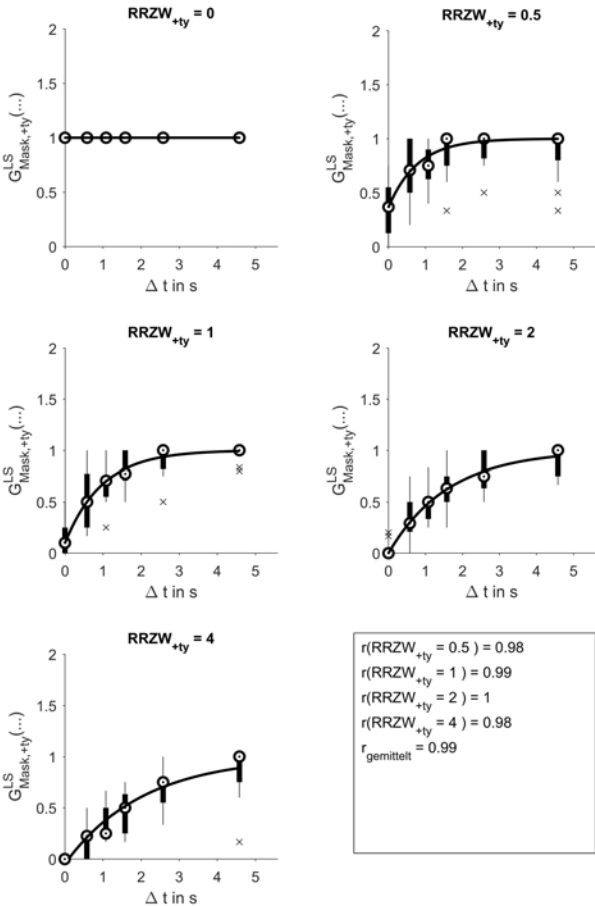 RRZW+ty = 0
2
1.5
1
0.5
0
G^LS_Mask,+ty(...)
0 1 2 3 4 5
Δ t in s
RRZW+ty = 0.5
2
1.5
1
0.5
0
G^LS_Mask,+ty(...)
0 1 2 3 4 5
Δ t in s
RRZW+ty = 1
2
1.5
1
0.5
0
G^LS_Mask,+ty(...)
0 1 2 3 4 5
Δ t in s
RRZW+ty = 2
2
1.5
1
0.5
0
G^LS_Mask,+ty(...)
0 1 2 3 4 5
Δ t in s
RRZW+ty = 4
2
1.5
1
0.5
0
G^LS_Mask,+ty(...)
0 1 2 3 4 5
Δ t in s
r(RRZW+ty = 0.5 ) = 0.98
r(RRZW+ty = 1 ) = 0.99
r(RRZW+ty = 2 ) = 1
r(RRZW+ty = 4 ) = 0.98
rgemittelt = 0.99